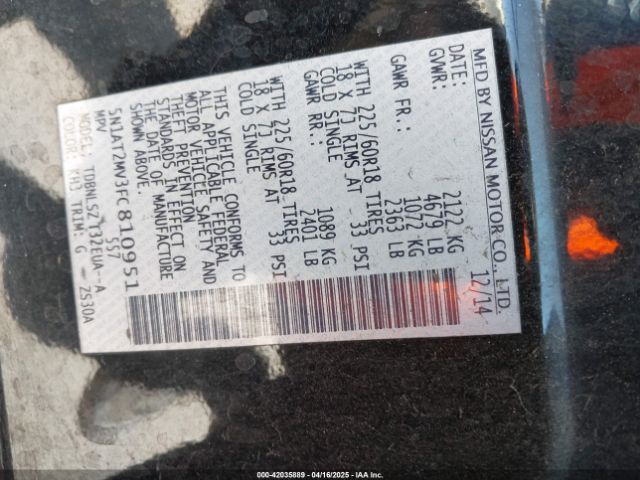 MFD BY NISSAN MOTOR CO., LTD.
DATE: 12/14
GVWR: 2122 KG
4679 LB
GAWR FR.: 1072 KG
2363 LB
WITH 225/60R18 TIRES
18 X 7J RIMS AT 33 PSI
COLD SINGLE
GAWR RR.: 1089 KG
2401 LB
WITH 225/60R18 TIRES
18 X 7J RIMS AT 33 PSI
COLD SINGLE
THIS VEHICLE CONFORMS TO
ALL APPLICABLE FEDERAL
MOTOR VEHICLE SAFETY AND
THEFT PREVENTION
STANDARDS IN EFFECT ON
THE DATE OF MANUFACTURE
SHOWN ABOVE.
5N1AT2MV3FC810951
MPV 557
MODEL: TDBNLSZ T32EUA--A
COLOR: KH3 TRIM: G ZS30A
000-42035889 | 04/16/2025 - IAA, Inc.